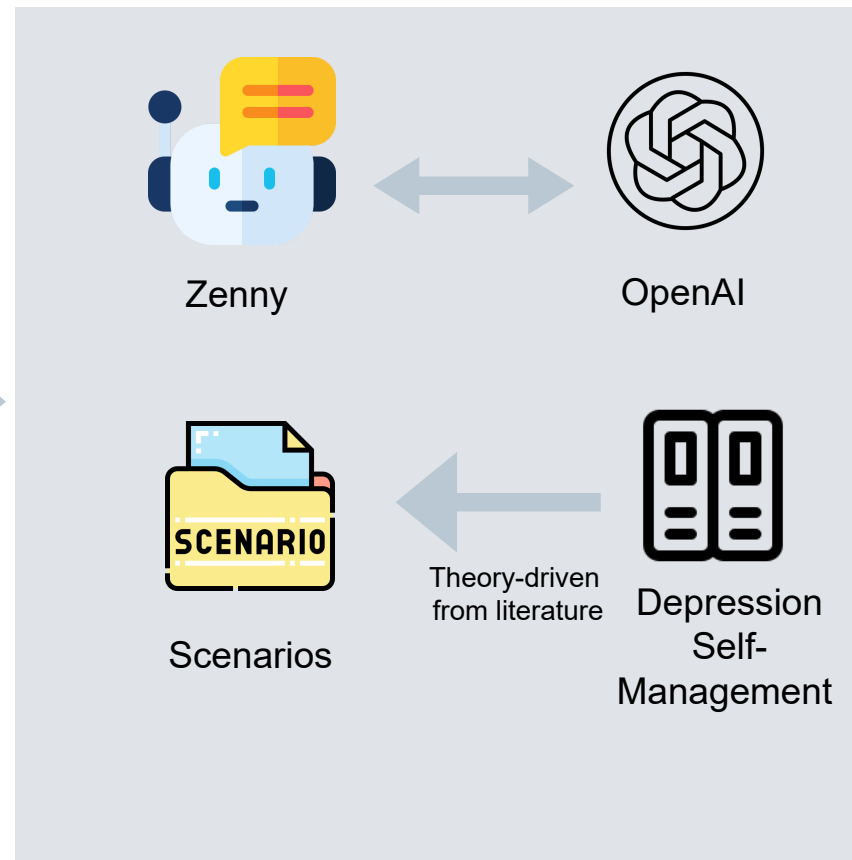 Zenny
OpenAI
SCENARIO
Theory-driven
from literature
Scenarios
Depression
Self-
Management